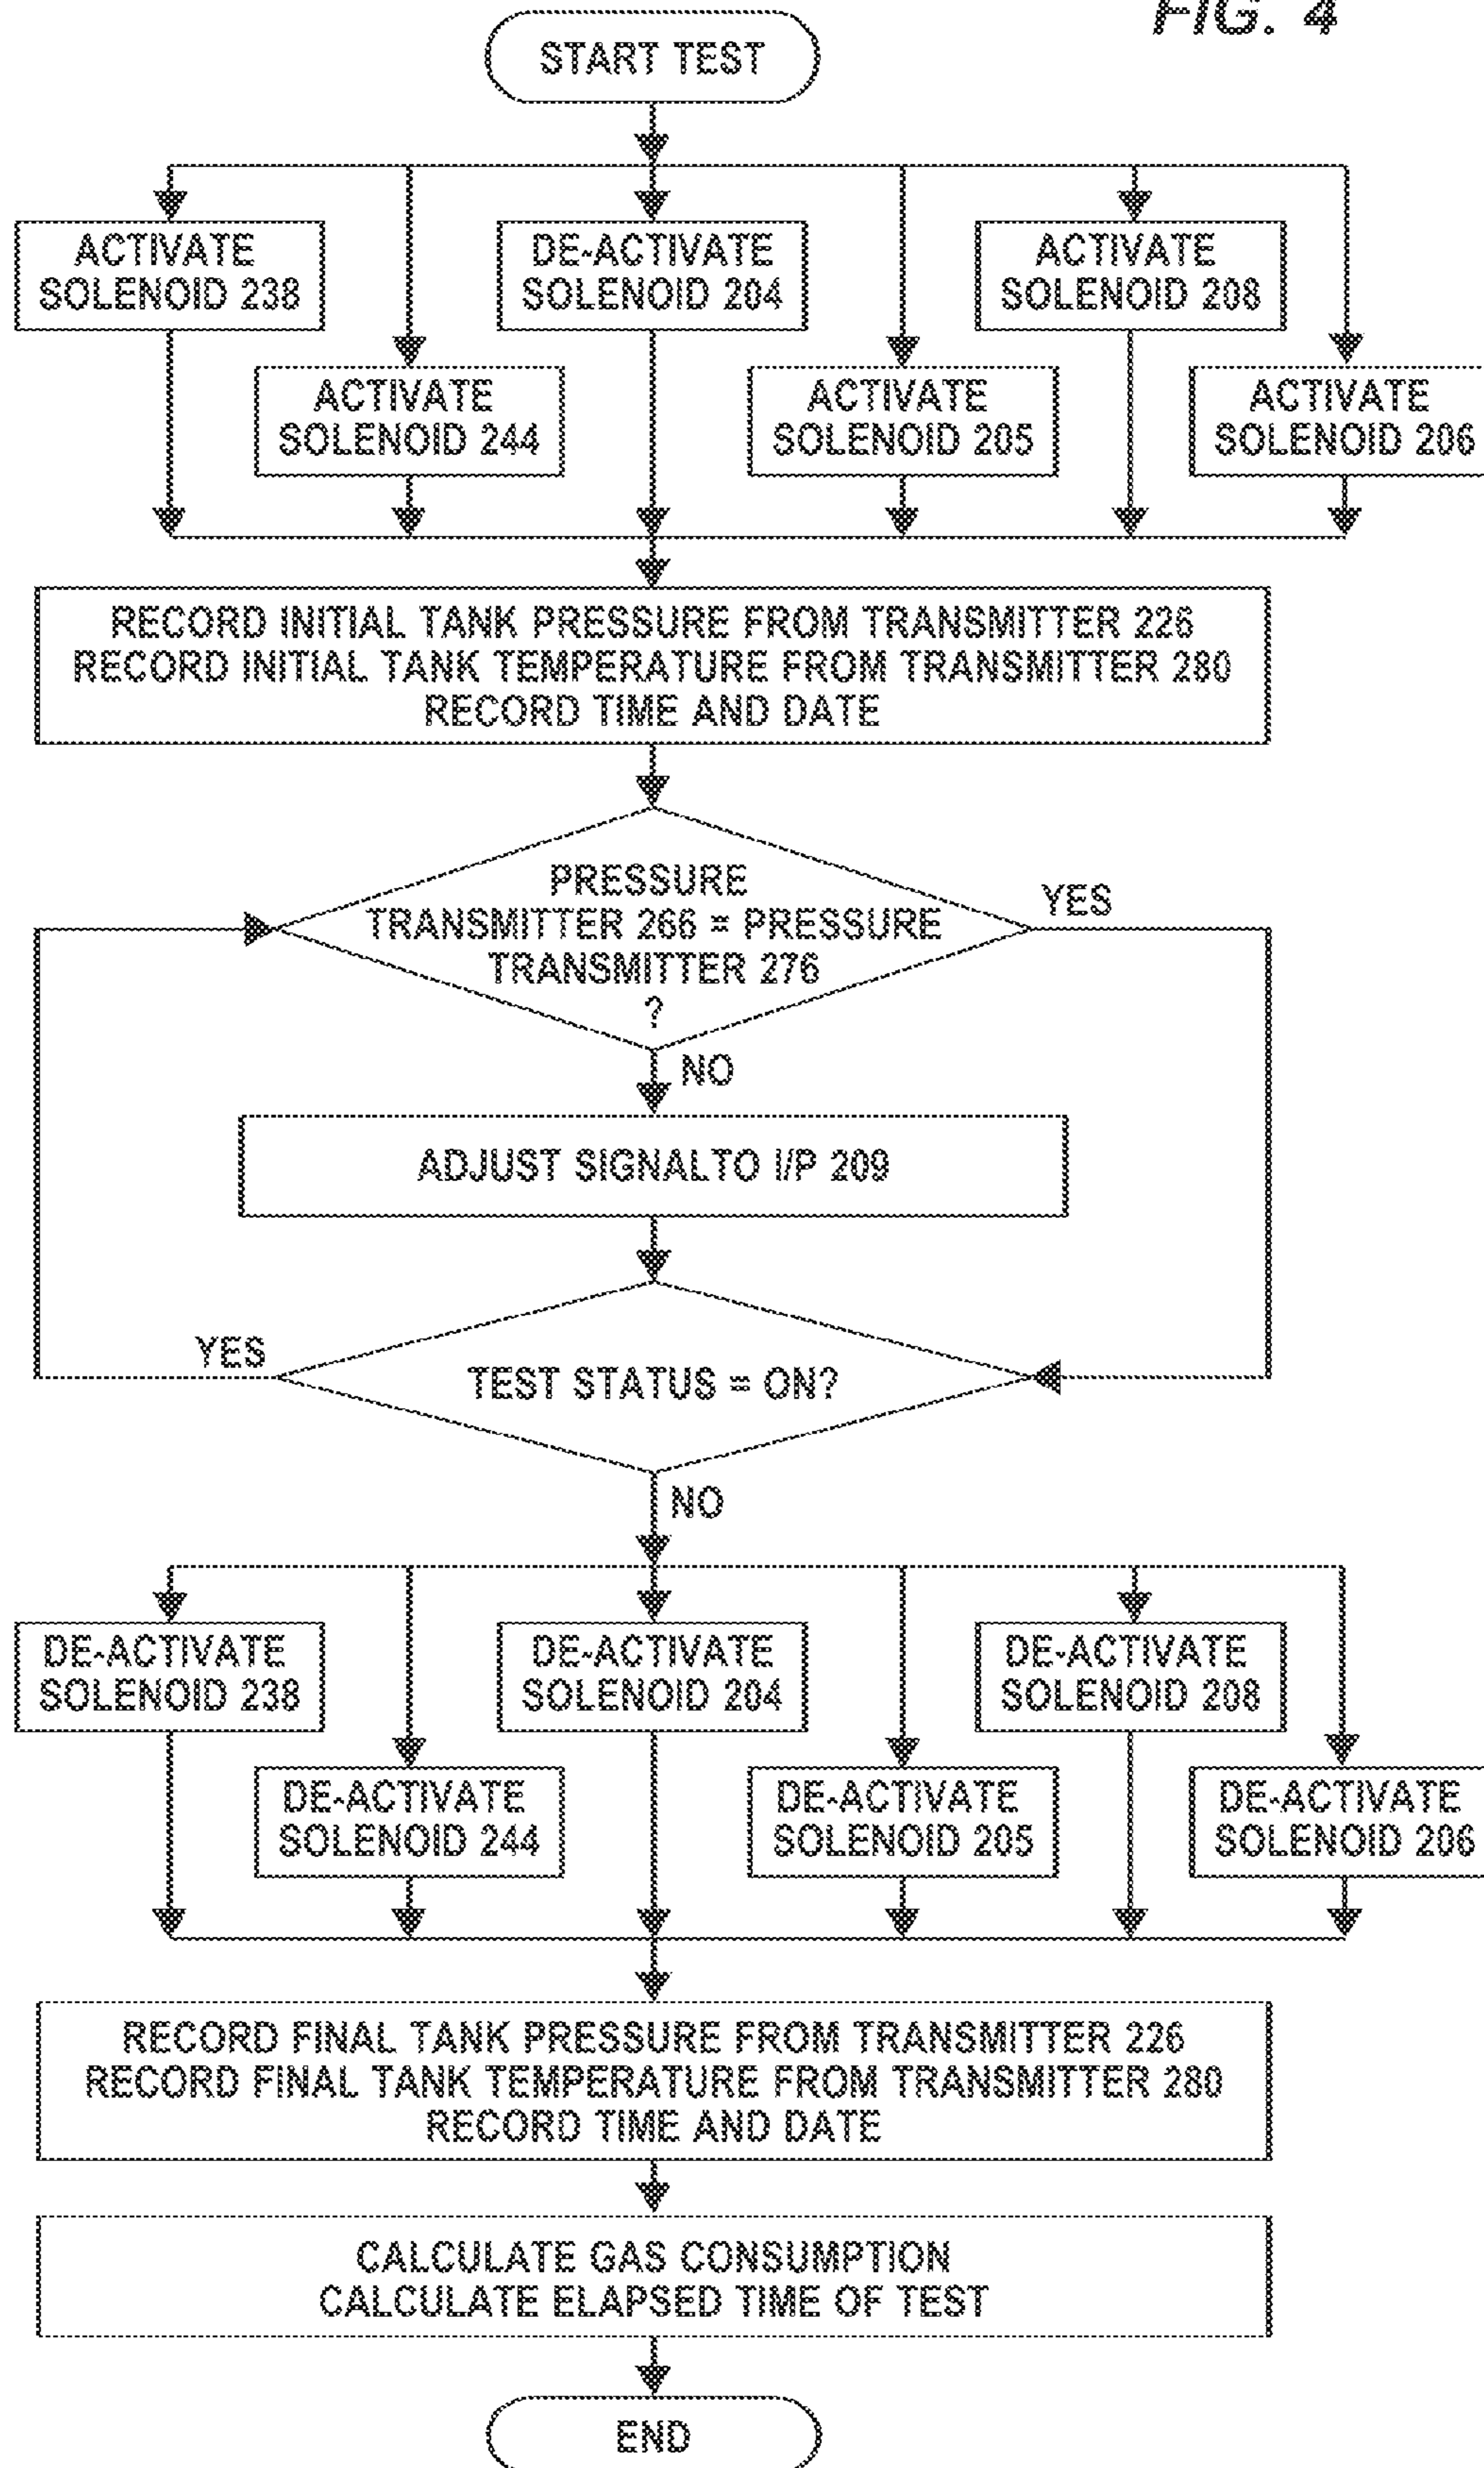 FIG. 4
START TEST
ACTIVATE
SOLENOID 238
DE-ACTIVATE
SOLENOID 204
ACTIVATE
SOLENOID 208
ACTIVATE
SOLENOID 244
ACTIVATE
SOLENOID 205
ACTIVATE
SOLENOID 206
RECORD INITIAL TANK PRESSURE FROM TRANSMITTER 226
RECORD INITIAL TANK TEMPERATURE FROM TRANSMITTER 280
RECORD TIME AND DATE
PRESSURE
TRANSMITTER 266 = PRESSURE
TRANSMITTER 276
?
YES
NO
ADJUST SIGNALTO I/P 209
YES
TEST STATUS = ON?
NO
DE-ACTIVATE
SOLENOID 238
DE-ACTIVATE
SOLENOID 204
DE-ACTIVATE
SOLENOID 208
DE-ACTIVATE
SOLENOID 244
DE-ACTIVATE
SOLENOID 205
DE-ACTIVATE
SOLENOID 206
RECORD FINAL TANK PRESSURE FROM TRANSMITTER 226
RECORD FINAL TANK TEMPERATURE FROM TRANSMITTER 280
RECORD TIME AND DATE
CALCULATE GAS CONSUMPTION
CALCULATE ELAPSED TIME OF TEST
END